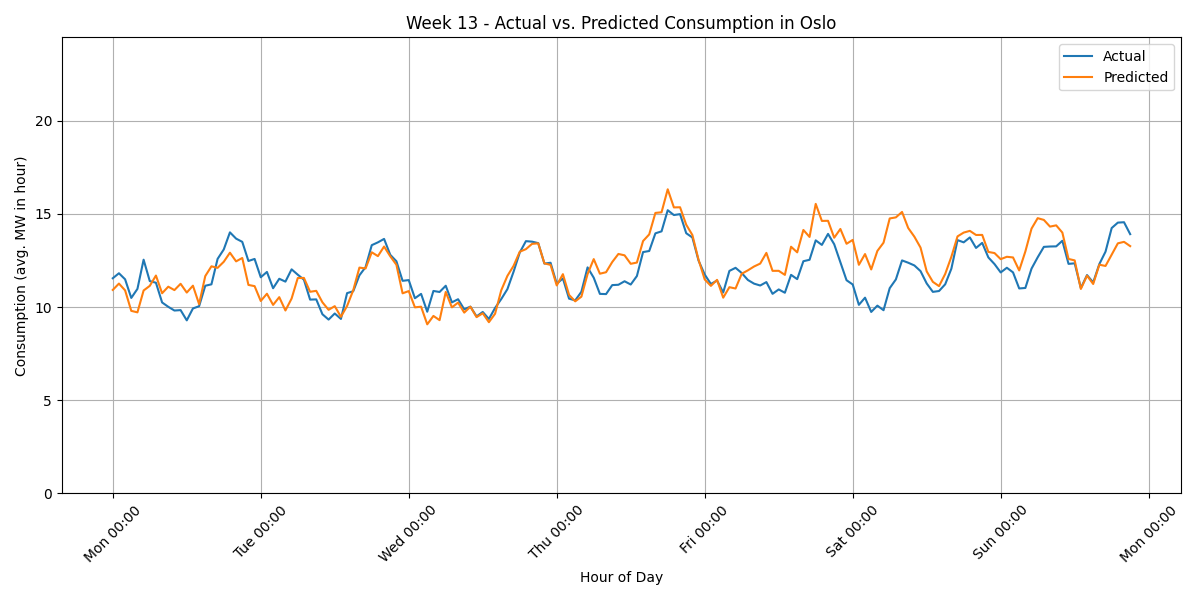 Week 13 - Actual vs. Predicted Consumption in Oslo
Actual
Predicted
Consumption (avg. MW in hour)
20
15
10
5
0
Mon 00:00
Tue 00:00
Wed 00:00
Thu 00:00
Fri 00:00
Sat 00:00
Sun 00:00
Mon 00:00
Hour of Day